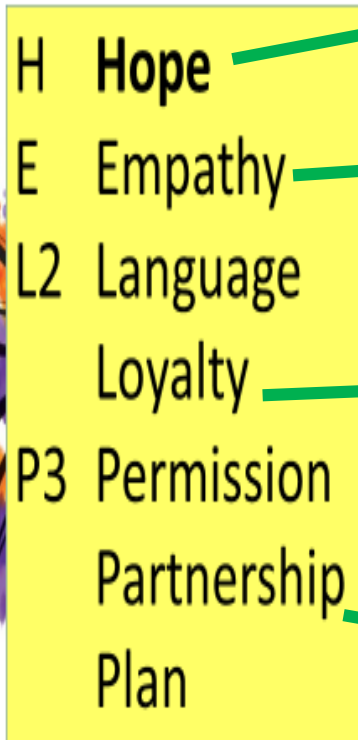 H Hope
E Empathy
L2 Language
Loyalty
P3 Permission
Partnership
Plan